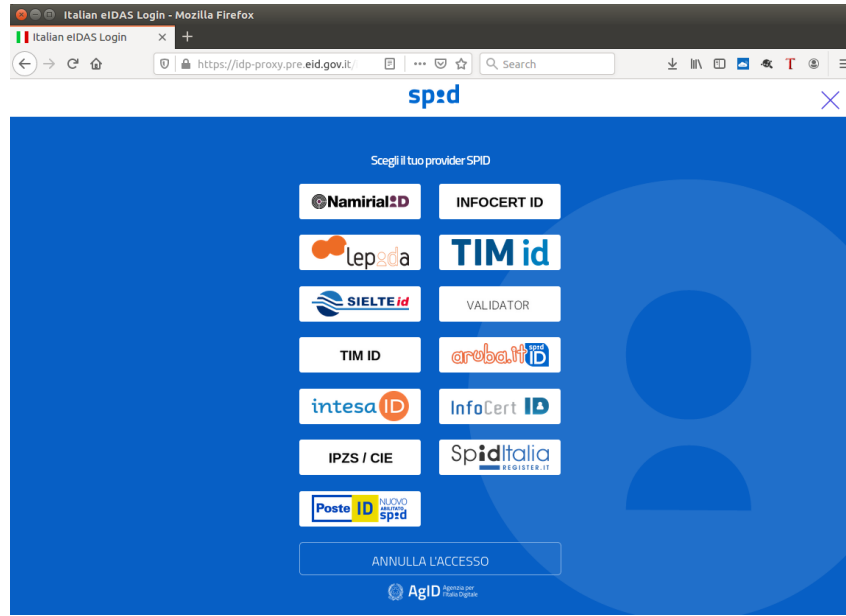 Italian eIDAS Login - Mozilla Firefox
Italian eIDAS Login
https://idp-proxy.pre.eid.gov.it/
Search
T
spid
Scegli il tuo provider SPID
Namirial ID
INFOCERT ID
lepida
TIM id
SIELTE id
VALIDATOR
TIM ID
aruba.it spid ID
intesa ID
InfoCert ID
IPZS / CIE
SpidItalia
REGISTER.IT
Poste ID NUOVO
ABILITATO
spid
ANNULLA L'ACCESSO
AgID Agenzia per
l'Italia Digitale